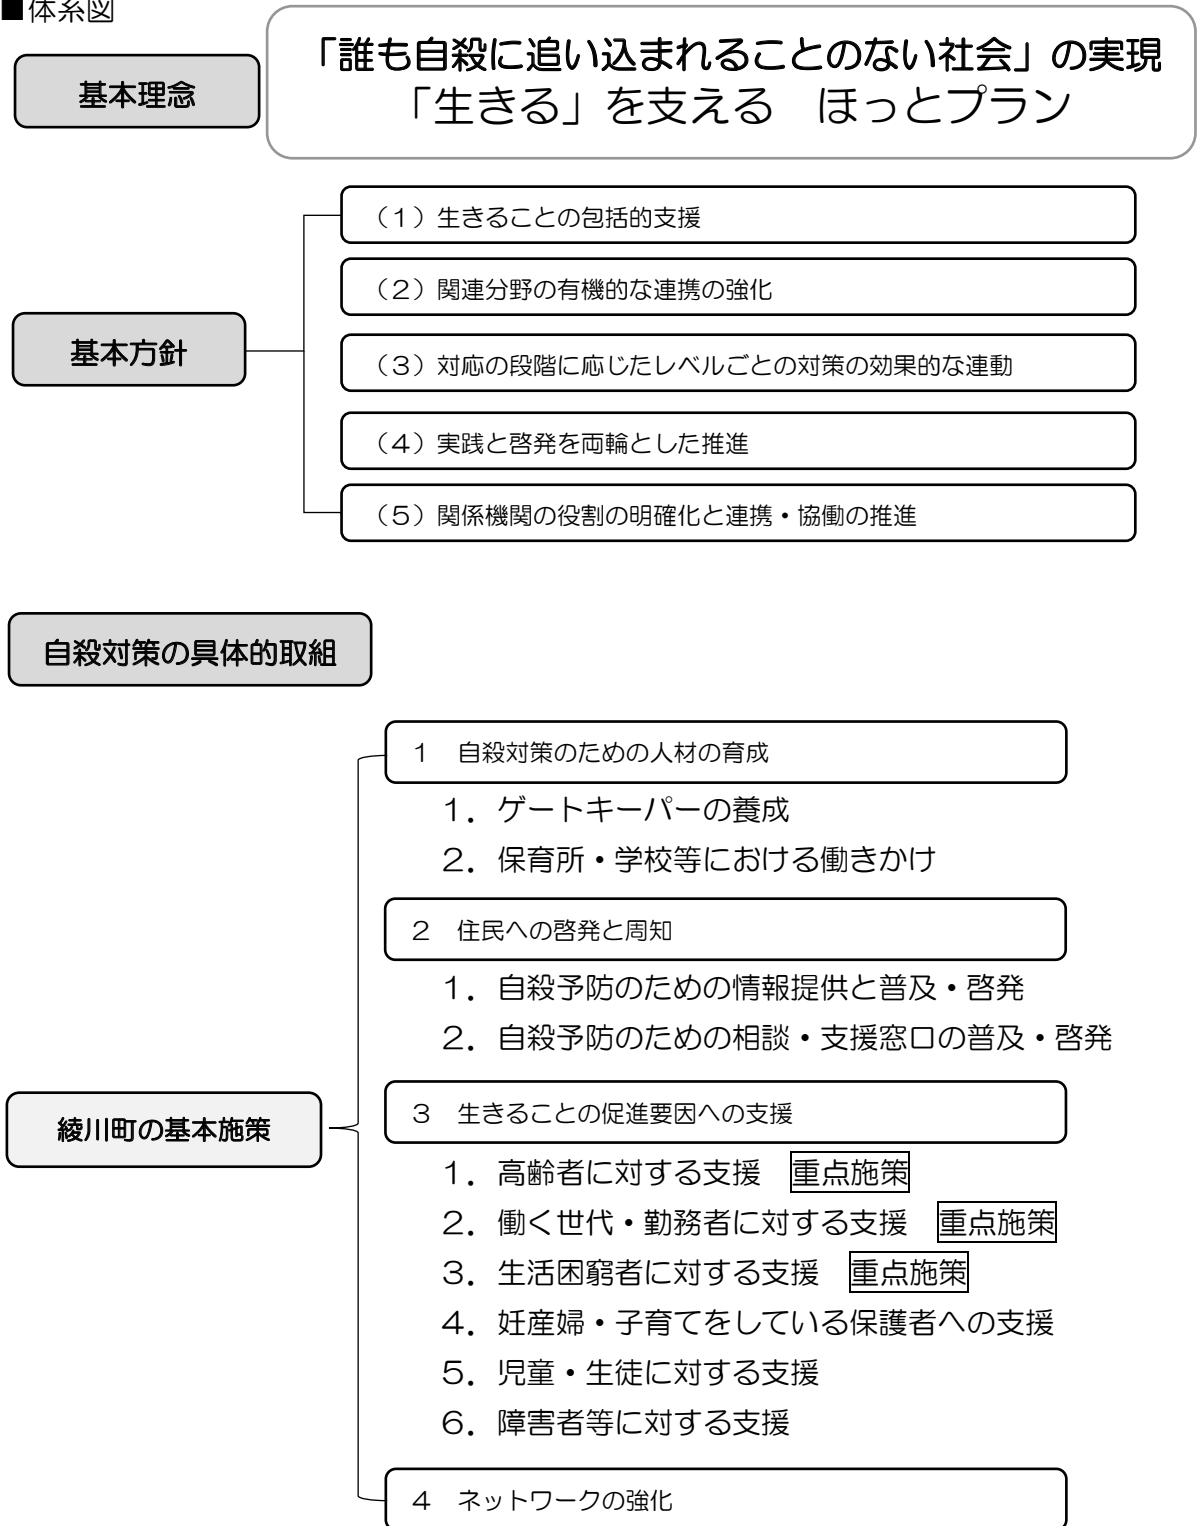 ■体系図
基本理念
「誰も自殺に追い込まれることのない社会」の実現
「生きる」を支える　ほっとプラン
基本方針
（１）生きることの包括的支援
（２）関連分野の有機的な連携の強化
（３）対応の段階に応じたレベルごとの対策の効果的な連動
（４）実践と啓発を両輪とした推進
（５）関係機関の役割の明確化と連携・協働の推進
自殺対策の具体的取組
綾川町の基本施策
１　自殺対策のための人材の育成
１．ゲートキーパーの養成
２．保育所・学校等における働きかけ
２　住民への啓発と周知
１．自殺予防のための情報提供と普及・啓発
２．自殺予防のための相談・支援窓口の普及・啓発
３　生きることの促進要因への支援
１．高齢者に対する支援　重点施策
２．働く世代・勤務者に対する支援　重点施策
３．生活困窮者に対する支援　重点施策
４．妊産婦・子育てをしている保護者への支援
５．児童・生徒に対する支援
６．障害者等に対する支援
４　ネットワークの強化